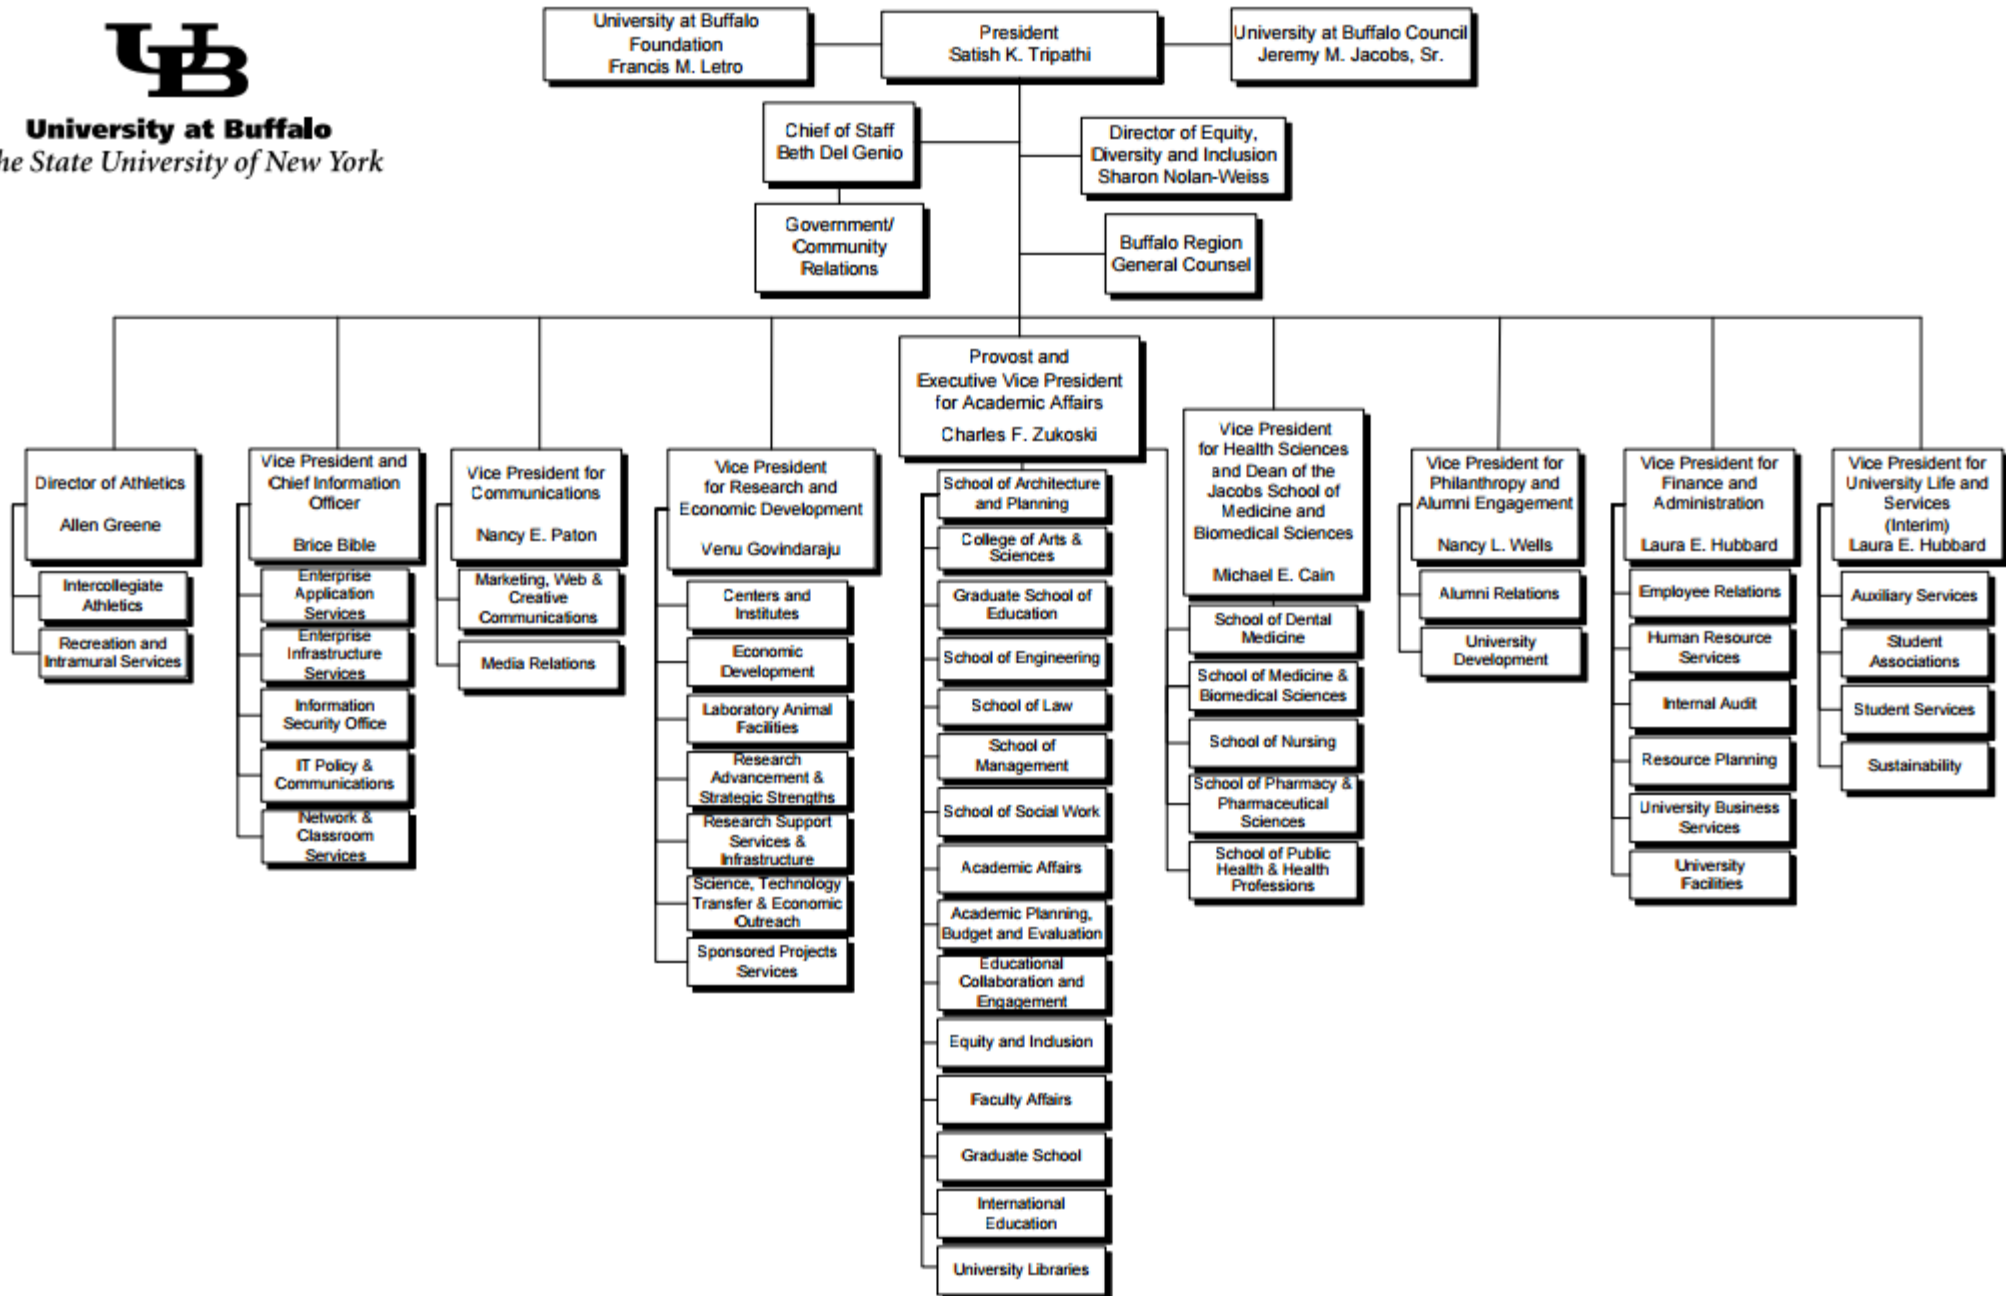 UB
University at Buffalo
he State University of New York
University at Buffalo
Foundation
Francis M. Letro
President
Satish K. Tripathi
University at Buffalo Council
Jeremy M. Jacobs, Sr.
Chief of Staff
Beth Del Genio
Director of Equity,
Diversity and Inclusion
Sharon Nolan-Weiss
Government/
Community
Relations
Buffalo Region
General Counsel
Director of Athletics
Allen Greene
Intercollegiate
Athletics
Recreation and
Intramural Services
Vice President and
Chief Information
Officer
Brice Bible
Enterprise
Application
Services
Enterprise
Infrastructure
Services
Information
Security Office
IT Policy &
Communications
Network &
Classroom
Services
Vice President for
Communications
Nancy E. Paton
Marketing, Web &
Creative
Communications
Media Relations
Vice President
for Research and
Economic Development
Venu Govindaraju
Centers and
Institutes
Economic
Development
Laboratory Animal
Facilities
Research
Advancement &
Strategic Strengths
Research Support
Services &
Infrastructure
Science, Technology
Transfer & Economic
Outreach
Sponsored Projects
Services
Provost and
Executive Vice President
for Academic Affairs
Charles F. Zukoski
School of Architecture
and Planning
College of Arts &
Sciences
Graduate School of
Education
School of Engineering
School of Law
School of
Management
School of Social Work
Academic Affairs
Academic Planning,
Budget and Evaluation
Educational
Collaboration and
Engagement
Equity and Inclusion
Faculty Affairs
Graduate School
International
Education
University Libraries
Vice President
for Health Sciences
and Dean of the
Jacobs School of
Medicine and
Biomedical Sciences
Michael E. Cain
School of Dental
Medicine
School of Medicine &
Biomedical Sciences
School of Nursing
School of Pharmacy &
Pharmaceutical
Sciences
School of Public
Health & Health
Professions
Vice President for
Philanthropy and
Alumni Engagement
Nancy L. Wells
Alumni Relations
University
Development
Vice President for
Finance and
Administration
Laura E. Hubbard
Employee Relations
Human Resource
Services
Internal Audit
Resource Planning
University Business
Services
University
Facilities
Vice President for
University Life and
Services
(Interim)
Laura E. Hubbard
Auxiliary Services
Student
Associations
Student Services
Sustainability